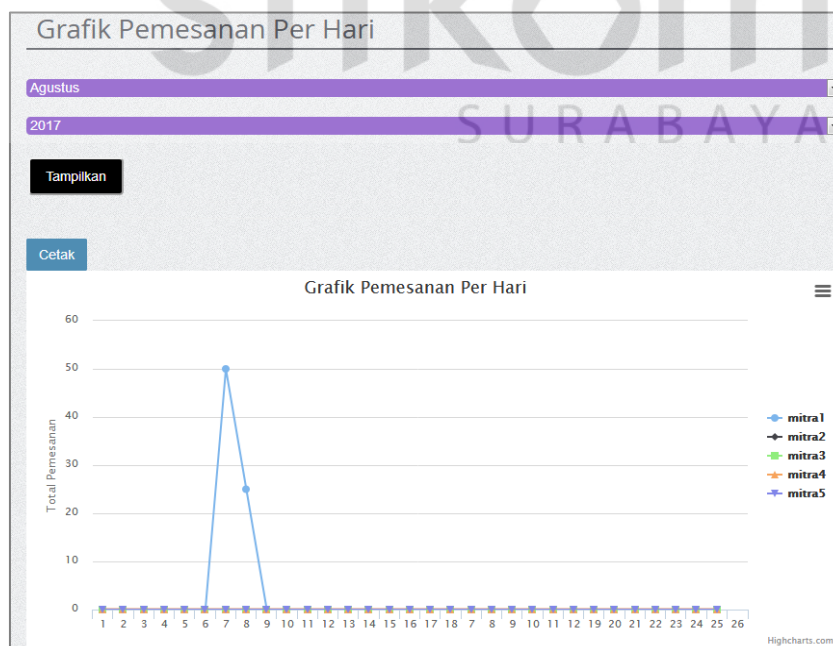 Grafik Pemesanan Per Hari
Agustus
SURABAYA
2017
Tampilkan
Cetak
Grafik Pemesanan Per Hari
60
50
40
30
20
10
0
Total Pemesanan
mitra1
mitra2
mitra3
mitra4
mitra5
1 2 3 4 5 6 7 8 9 10 11 12 13 14 15 16 17 18 7 8 9 10 11 12 19 20 21 22 23 24 25 26
Highcharts.com